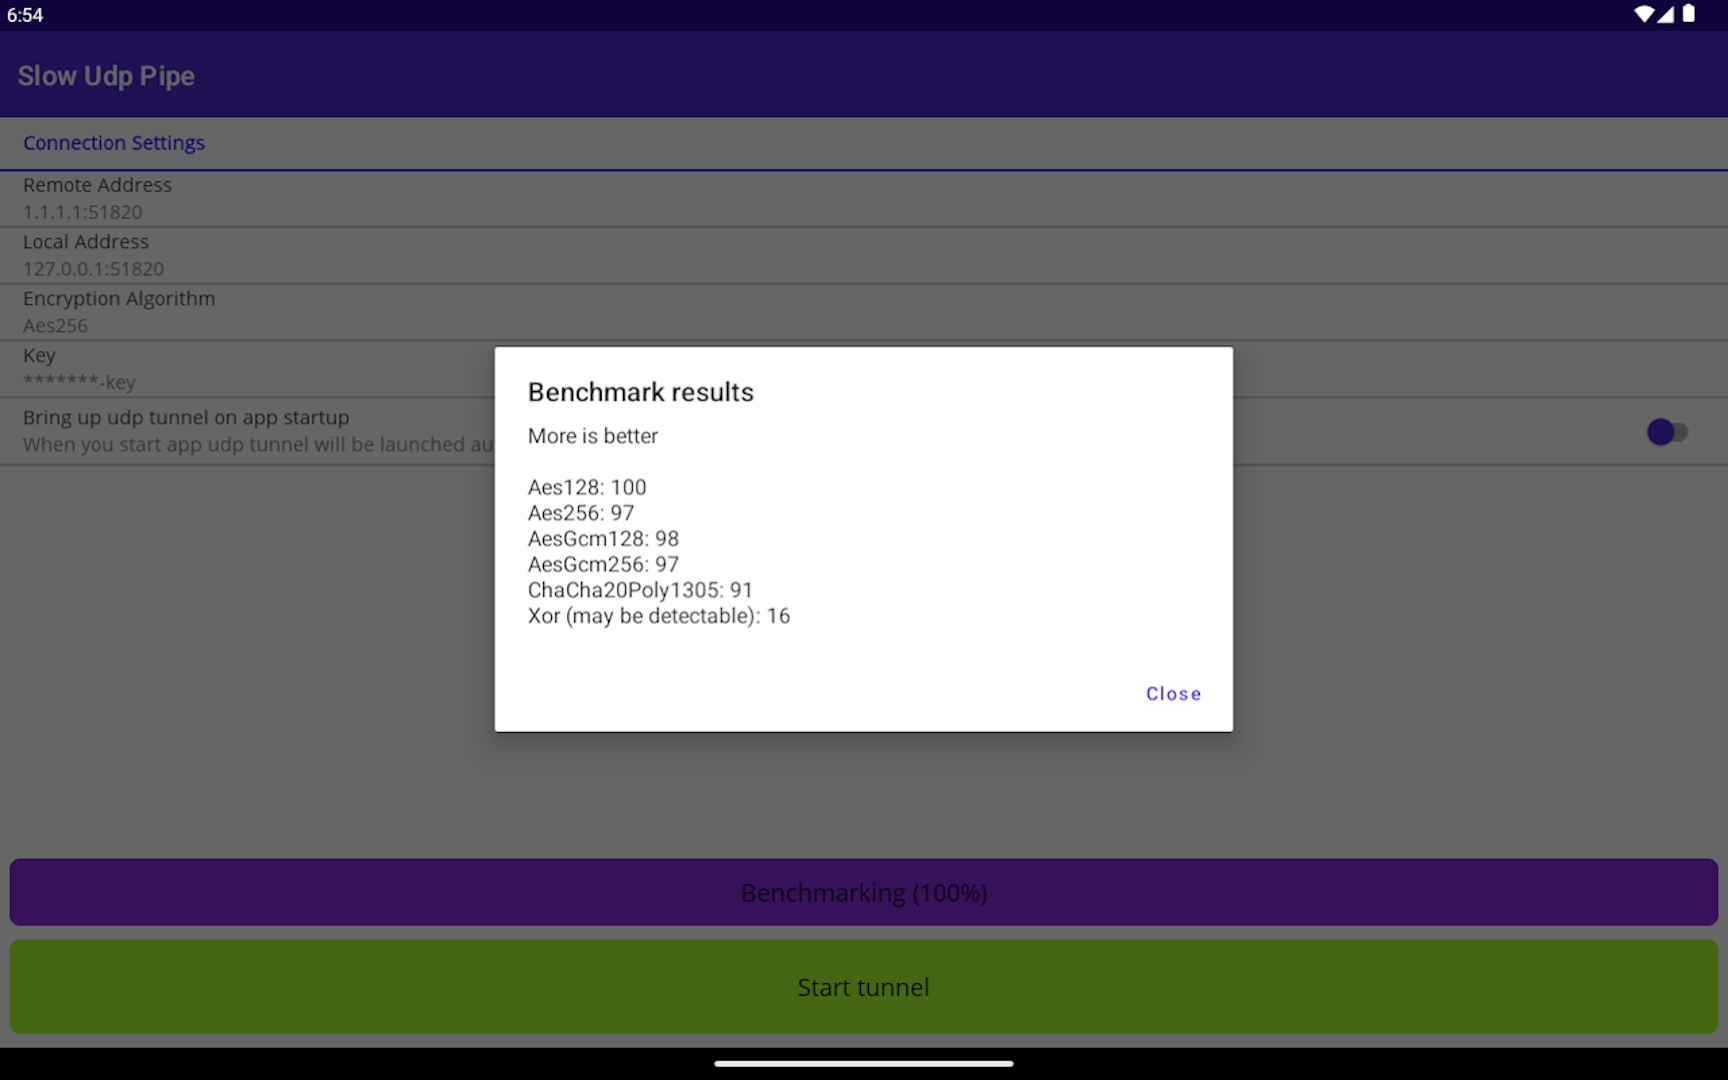 6:54
Slow Udp Pipe
Connection Settings
Remote Address
1.1.1.1:51820
Local Address
127.0.0.1:51820
Encryption Algorithm
Aes256
Key
*******-key
Bring up udp tunnel on app startup
When you start app udp tunnel will be launched au
Benchmark results
More is better
Aes128: 100
Aes256: 97
AesGcm128: 98
AesGcm256: 97
ChaCha20Poly1305: 91
Xor (may be detectable): 16
Close
Benchmarking (100%)
Start tunnel